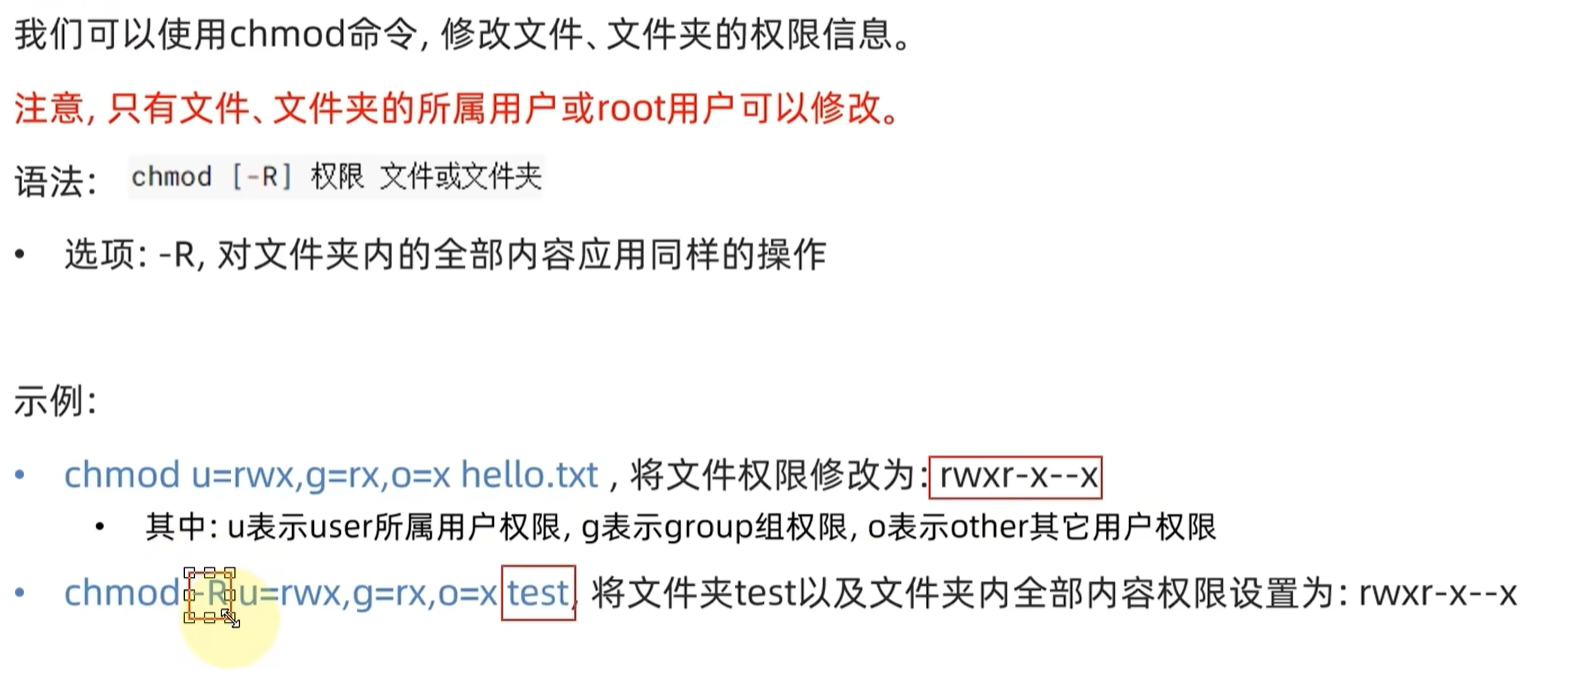 我们可以使用chmod命令, 修改文件、文件夹的权限信息。
注意, 只有文件、文件夹的所属用户或root用户可以修改。
语法: chmod [-R] 权限 文件或文件夹
• 选项: -R, 对文件夹内的全部内容应用同样的操作
示例:
• chmod u=rwx,g=rx,o=x hello.txt , 将文件权限修改为: rwxr-x--x
• 其中: u表示user所属用户权限, g表示group组权限, o表示other其它用户权限
• chmod -R u=rwx,g=rx,o=x test, 将文件夹test以及文件夹内全部内容权限设置为: rwxr-x--x